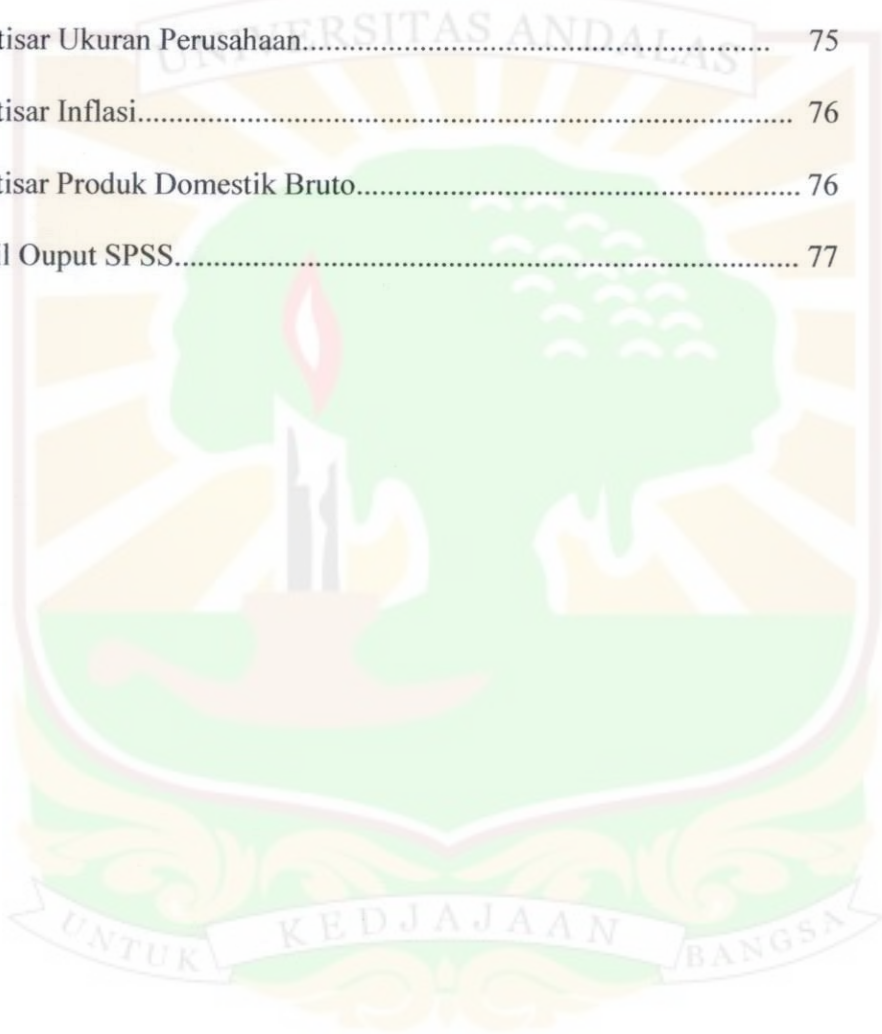 UNIVERSITAS ANDALAS
tisar Ukuran Perusahaan.......................................................... 75
tisar Inflasi.................................................................................... 76
tisar Produk Domestik Bruto......................................................... 76
l Ouput SPSS................................................................................ 77
UNTUK KEDJAJAAN BANGSA